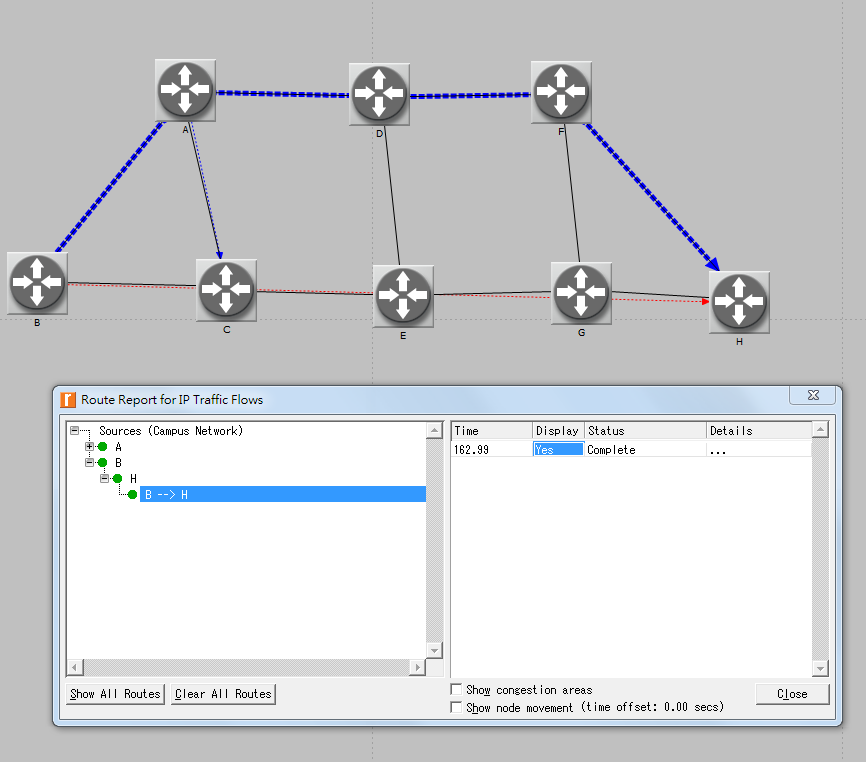 A
D
F
B
C
E
G
H
Route Report for IP Traffic Flows
Sources (Campus Network)
A
B
H
B --> H
Time Display Status Details
162.99 Yes Complete ...
Show All Routes Clear All Routes
Show congestion areas
Show node movement (time offset: 0.00 secs)
Close